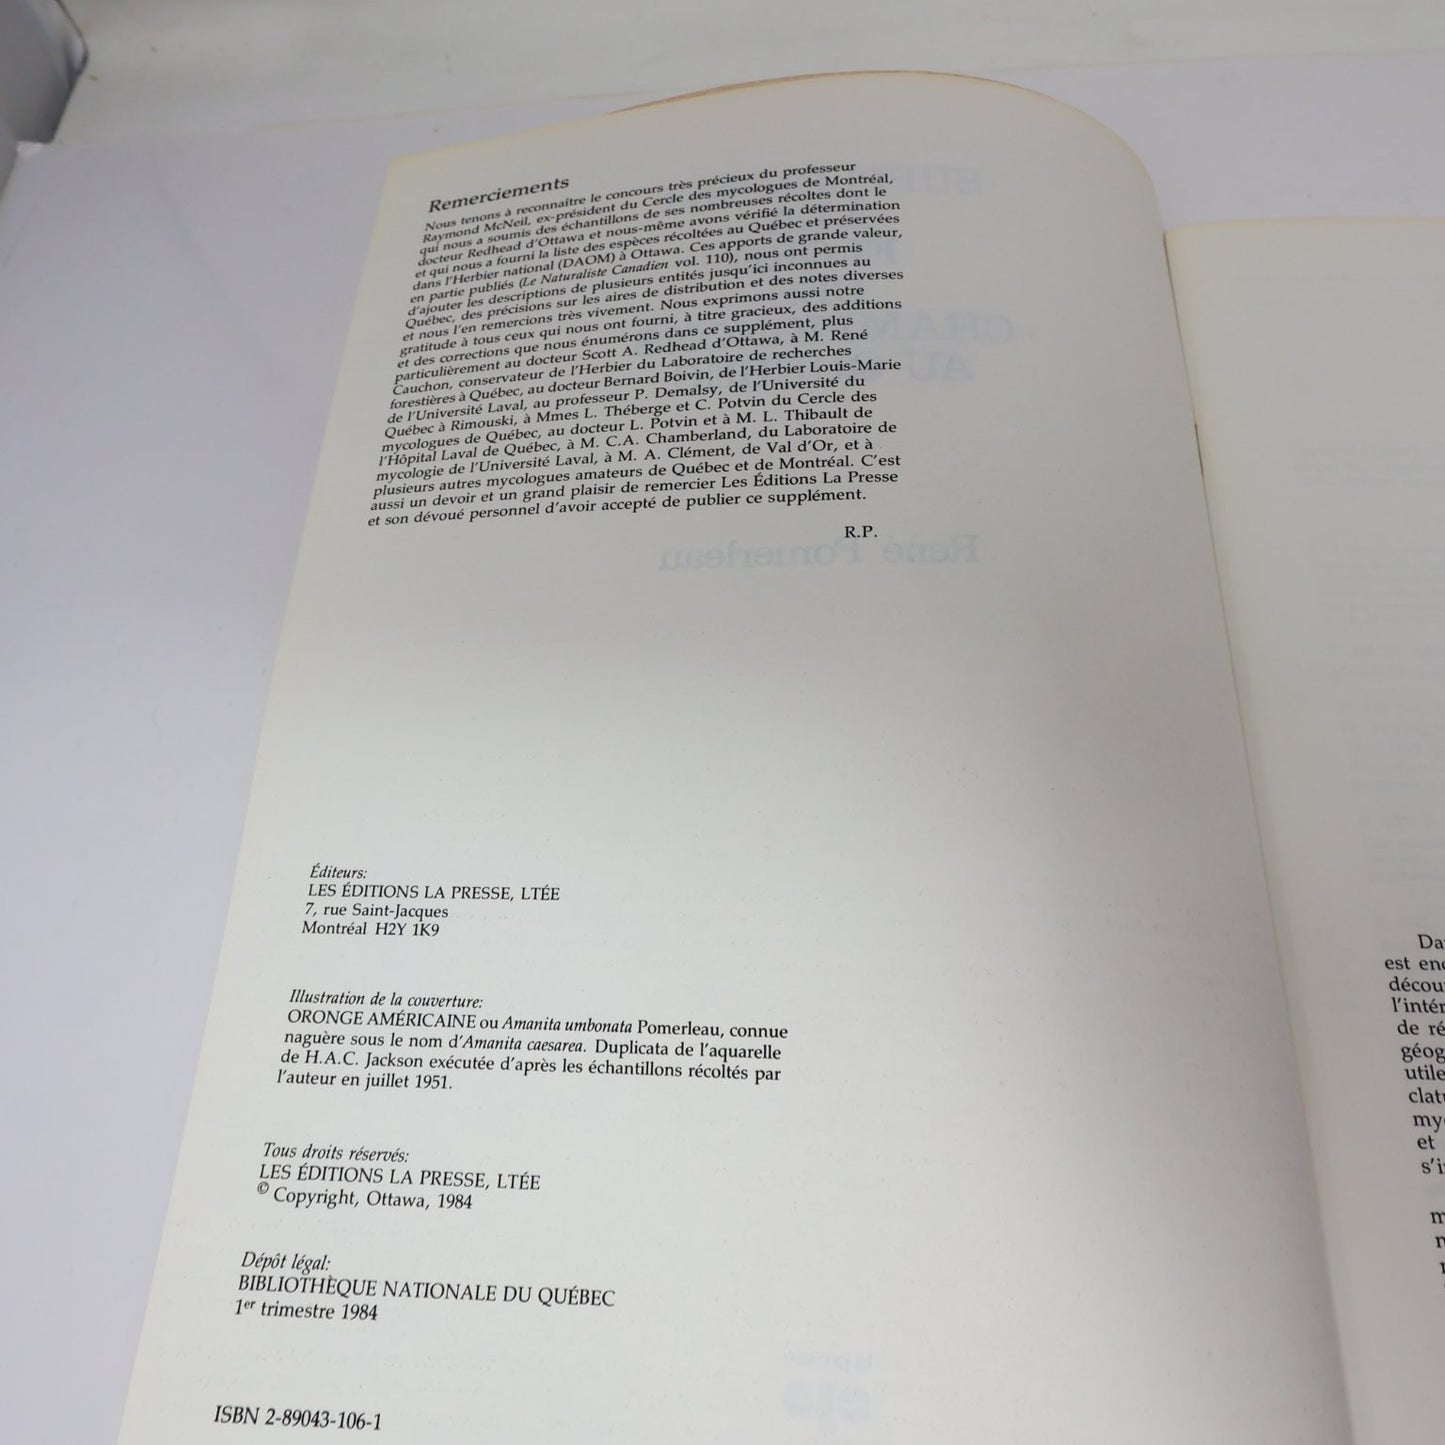 Remerciements
Nous tenons à reconnaître le concours très précieux du professeur
Raymond McNeil, ex-président du Cercle des mycologues de Montréal,
qui nous a soumis des échantillons de ses nombreuses récoltes dont le
docteur Redhead d'Ottawa et nous-même avons vérifié la détermination
et qui nous a fourni la liste des espèces récoltées au Québec et préservées
dans l'Herbier national (DAOM) à Ottawa. Ces apports de grande valeur,
en partie publiés (Le Naturaliste Canadien vol. 110), nous ont permis
d'ajouter les descriptions de plusieurs entités jusqu'ici inconnues au
Québec, des précisions sur les aires de distribution et des notes diverses
et nous l'en remercions très vivement. Nous exprimons aussi notre
gratitude à tous ceux qui nous ont fourni, à titre gracieux, des additions
et des corrections que nous énumérons dans ce supplément, plus
particulièrement au docteur Scott A. Redhead d'Ottawa, à M. René
Cauchon, conservateur de l'Herbier du Laboratoire de recherches
forestières à Québec, au docteur Bernard Boivin, de l'Herbier Louis-Marie
de l'Université Laval, au professeur P. Demalsy, de l'Université du
Québec à Rimouski, à Mmes L. Théberge et C. Potvin du Cercle des
mycologues de Québec, au docteur L. Potvin et à M. L. Thibault de
l'Hôpital Laval de Québec, à M. C.A. Chamberland, du Laboratoire de
mycologie de l'Université Laval, à M. A. Clément, de Val d'Or, et à
plusieurs autres mycologues amateurs de Québec et de Montréal. C'est
aussi un devoir et un grand plaisir de remercier Les Éditions La Presse
et son dévoué personnel d'avoir accepté de publier ce supplément.
R.P.
René Pomerleau
Éditeurs:
LES ÉDITIONS LA PRESSE, LTÉE
7, rue Saint-Jacques
Montréal H2Y 1K9
Illustration de la couverture:
ORONGE AMÉRICAINE ou Amanita umbonata Pomerleau, connue
naguère sous le nom d'Amanita caesarea. Duplicata de l'aquarelle
de H.A.C. Jackson exécutée d'après les échantillons récoltés par
l'auteur en juillet 1951.
Tous droits réservés:
LES ÉDITIONS LA PRESSE, LTÉE
© Copyright, Ottawa, 1984
Dépôt légal:
BIBLIOTHÈQUE NATIONALE DU QUÉBEC
1er trimestre 1984
ISBN 2-89043-106-1
Da
est en
décou
l'intér
de ré
géog
utile
clat
my
et
s'i
m